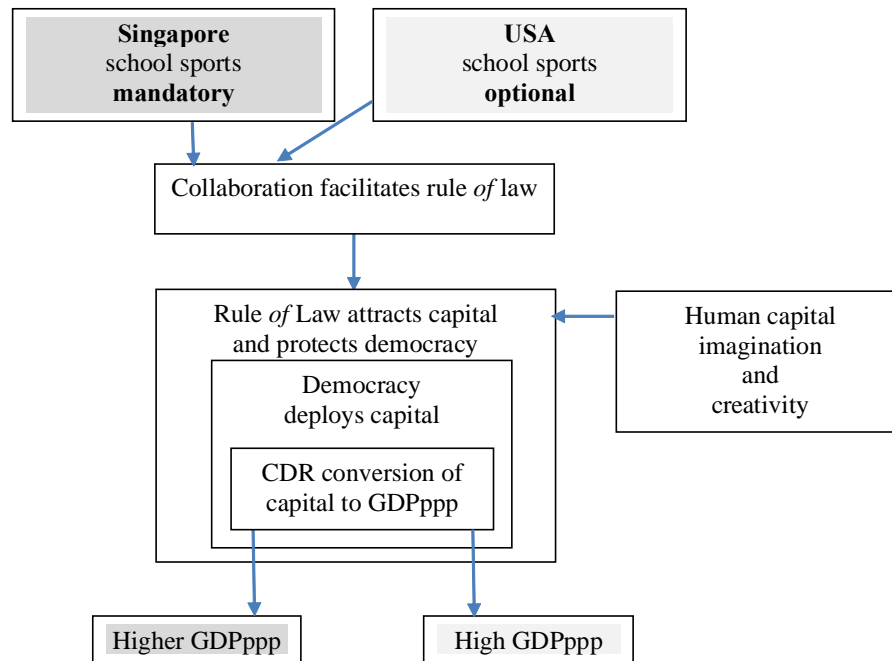 Singapore
school sports
mandatory
USA
school sports
optional
Collaboration facilitates rule of law
Rule of Law attracts capital
and protects democracy
Human capital
imagination
and
creativity
Democracy
deploys capital
CDR conversion of
capital to GDPppp
Higher GDPppp
High GDPppp